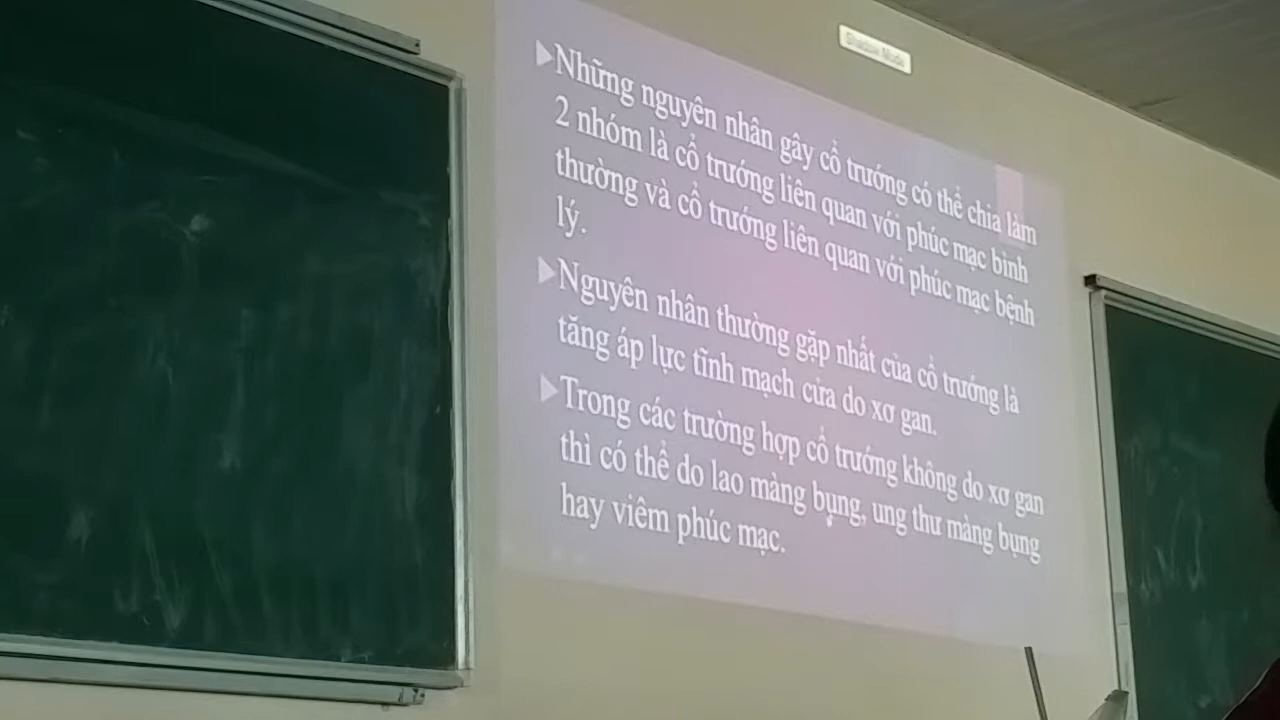 Những nguyên nhân gây cổ trướng có thể chia làm
2 nhóm là cổ trướng liên quan với phúc mạc bình
thường và cổ trướng liên quan với phúc mạc bệnh
lý.
Nguyên nhân thường gặp nhất của cổ trướng là
tăng áp lực tĩnh mạch cửa do xơ gan.
Trong các trường hợp cổ trướng không do xơ gan
thì có thể do lao màng bụng, ung thư màng bụng
hay viêm phúc mạc.